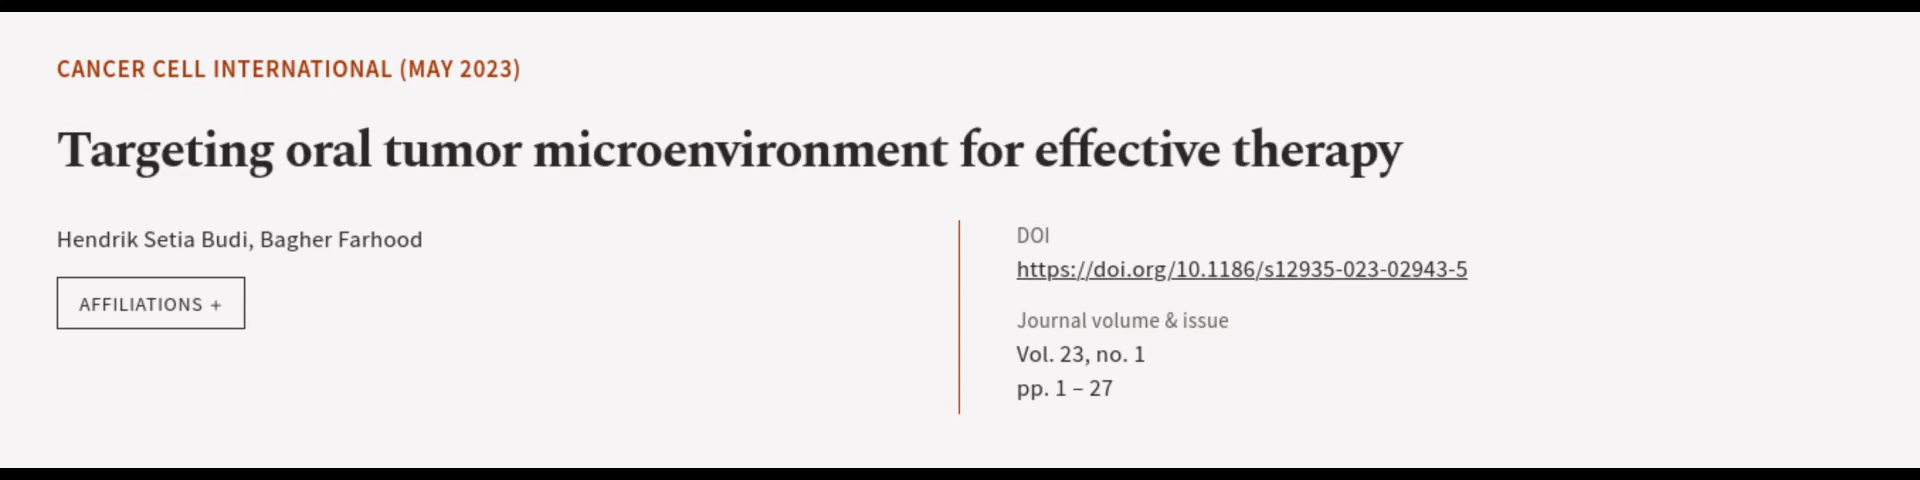 CANCER CELL INTERNATIONAL (MAY 2023)
Targeting oral tumor microenvironment for effective therapy
Hendrik Setia Budi, Bagher Farhood
AFFILIATIONS +
DOI
https://doi.org/10.1186/s12935-023-02943-5
Journal volume & issue
Vol. 23, no. 1
pp. 1 – 27